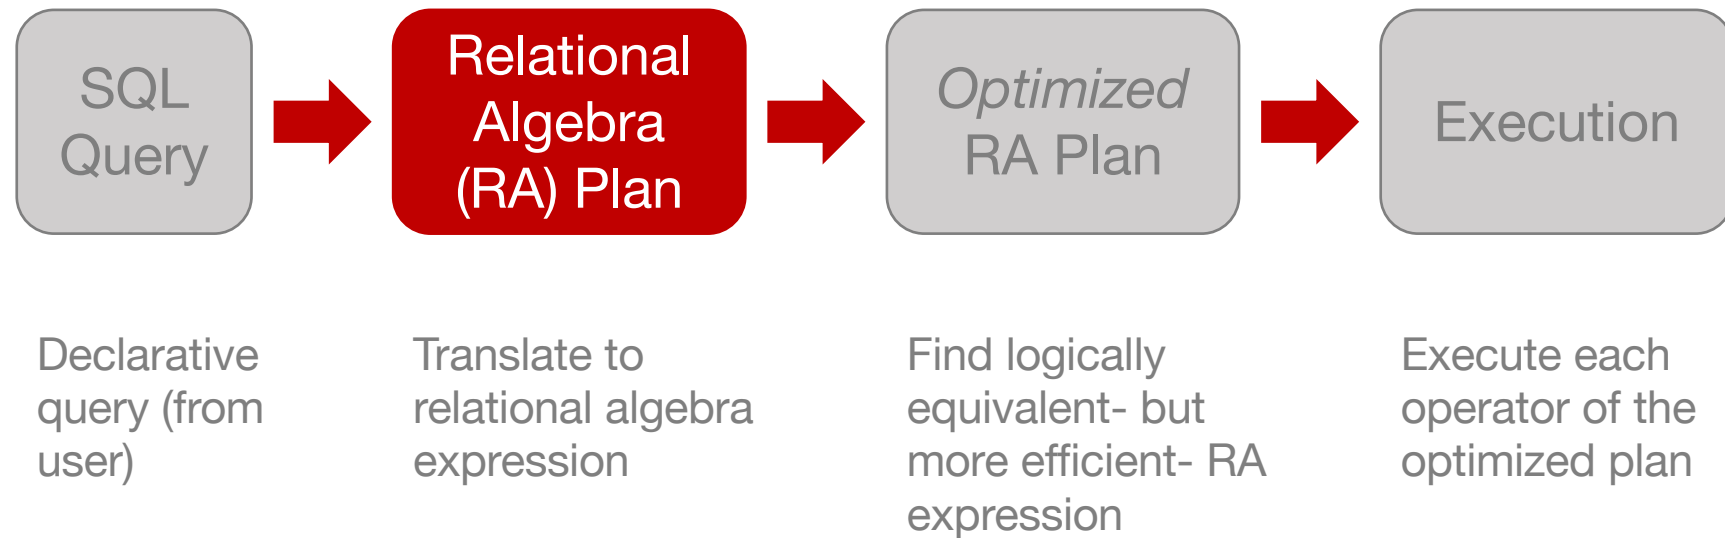 SQL
Query
Relational
Algebra
(RA) Plan
Optimized
RA Plan
Execution
Declarative
query (from
user)
Translate to
relational algebra
expression
Find logically
equivalent- but
more efficient- RA
expression
Execute each
operator of the
optimized plan